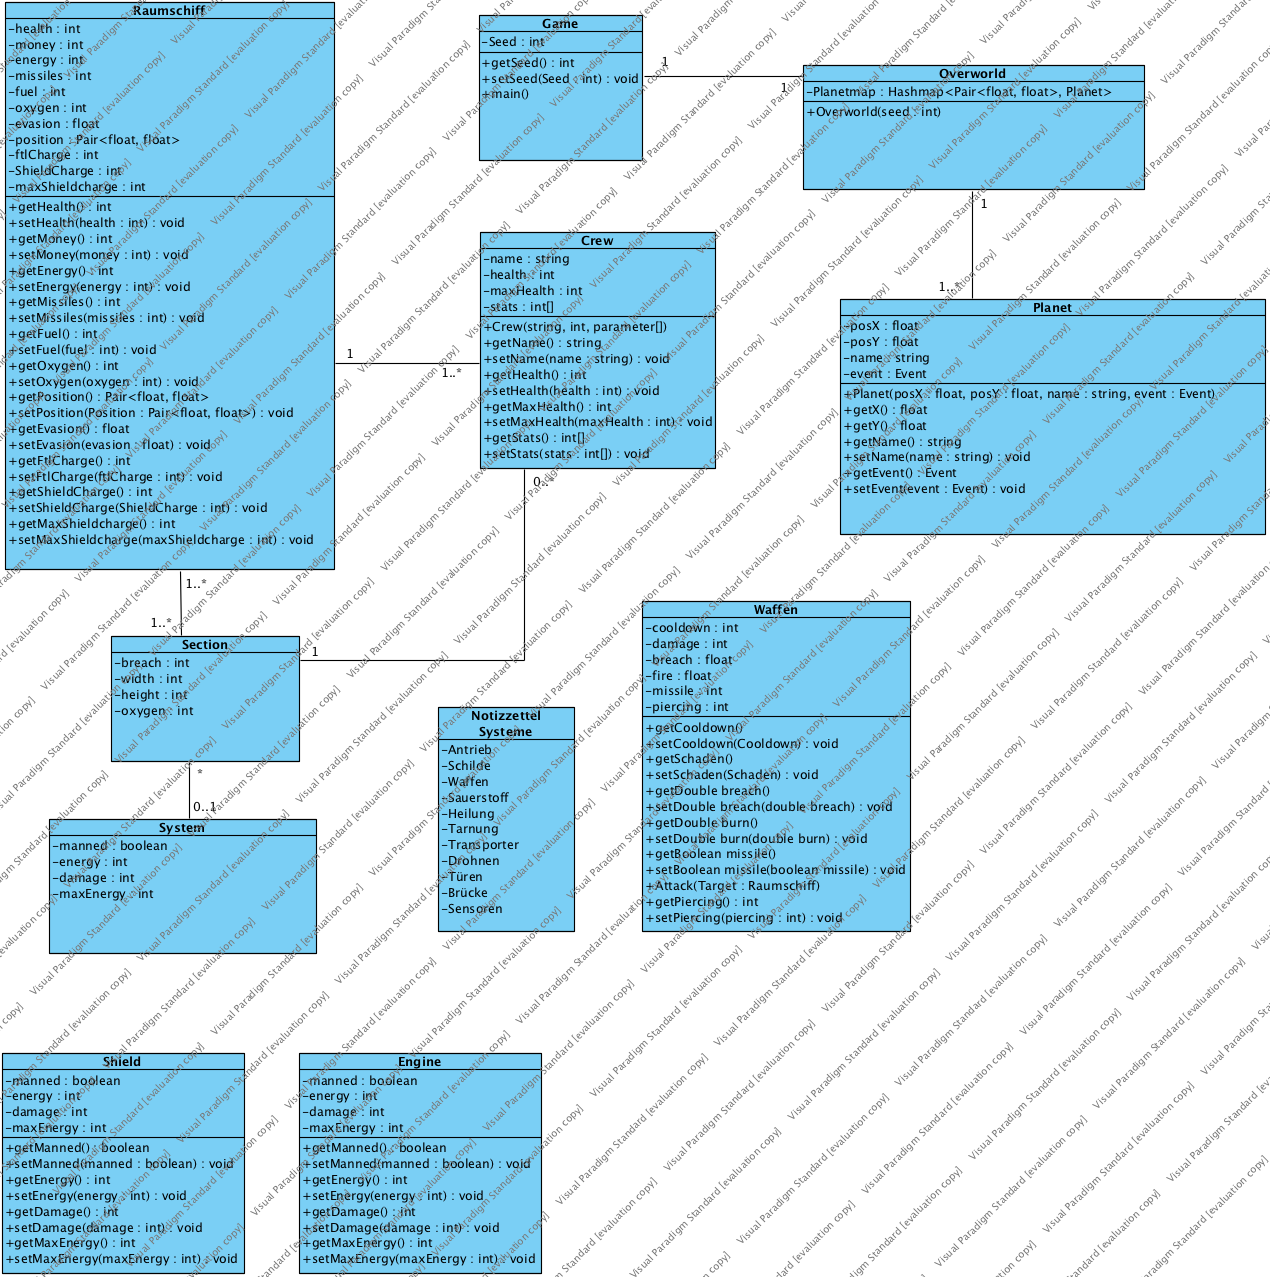 Raumschiff
-health : int
-money : int
-energy : int
-missiles : int
-fuel : int
-oxygen : int
-evasion : float
-position : Pair<float, float>
-ftlCharge : int
-ShieldCharge : int
-maxShieldcharge : int
+getHealth() : int
+setHealth(health : int) : void
+getMoney() : int
+setMoney(money : int) : void
+getEnergy() : int
+setEnergy(energy : int) : void
+getMissiles() : int
+setMissiles(missiles : int) : void
+getFuel() : int
+setFuel(fuel : int) : void
+getOxygen() : int
+setOxygen(oxygen : int) : void
+getPosition() : Pair<float, float>
+setPosition(Position : Pair<float, float>) : void
+getEvasion() : float
+setEvasion(evasion : float) : void
+getFtlCharge() : int
+setFtlCharge(ftlCharge : int) : void
+getShieldCharge() : int
+setShieldCharge(ShieldCharge : int) : void
+getMaxShieldcharge() : int
+setMaxShieldcharge(maxShieldcharge : int) : void
Game
-Seed : int
+getSeed() : int
+setSeed(Seed : int) : void
+main()
1
1
Overworld
-Planetmap : Hashmap<Pair<float, float>, Planet>
+Overworld(seed : int)
1
1..*
Crew
-name : string
-health : int
-maxHealth : int
-stats : int[]
+Crew(string, int, parameter[])
+getName() : string
+setName(name : string) : void
+getHealth() : int
+setHealth(health : int) : void
+getMaxHealth() : int
+setMaxHealth(maxHealth : int) : void
+getStats() : int[]
+setStats(stats : int[]) : void
1
1..*
0..*
1
Planet
-posX : float
-posY : float
-name : string
-event : Event
+Planet(posX : float, posY : float, name : string, event : Event)
+getX() : float
+getY() : float
+getName() : string
+setName(name : string) : void
+getEvent() : Event
+setEvent(event : Event) : void
1..*
1..*
Section
-breach : int
-width : int
-height : int
-oxygen : int
*
0..1
System
-manned : boolean
-energy : int
-damage : int
-maxEnergy : int
Notizzettel
Systeme
-Antrieb
-Schilde
-Waffen
-Sauerstoff
-Heilung
-Tarnung
-Transporter
-Drohnen
-Türen
-Brücke
-Sensoren
Waffen
-cooldown : int
-damage : int
-breach : float
-fire : float
-missile : int
-piercing : int
+getCooldown()
+setCooldown(Cooldown) : void
+getSchaden()
+setSchaden(Schaden) : void
+getDouble breach()
+setDouble breach(double breach) : void
+getDouble burn()
+setDouble burn(double burn) : void
+getBoolean missile()
+setBoolean missile(boolean missile) : void
+Attack(Target : Raumschiff)
+getPiercing() : int
+setPiercing(piercing : int) : void
Shield
-manned : boolean
-energy : int
-damage : int
-maxEnergy : int
+getManned() : boolean
+setManned(manned : boolean) : void
+getEnergy() : int
+setEnergy(energy : int) : void
+getDamage() : int
+setDamage(damage : int) : void
+getMaxEnergy() : int
+setMaxEnergy(maxEnergy : int) : void
Engine
-manned : boolean
-energy : int
-damage : int
-maxEnergy : int
+getManned() : boolean
+setManned(manned : boolean) : void
+getEnergy() : int
+setEnergy(energy : int) : void
+getDamage() : int
+setDamage(damage : int) : void
+getMaxEnergy() : int
+setMaxEnergy(maxEnergy : int) : void
Visual Paradigm Standard [evaluation copy]